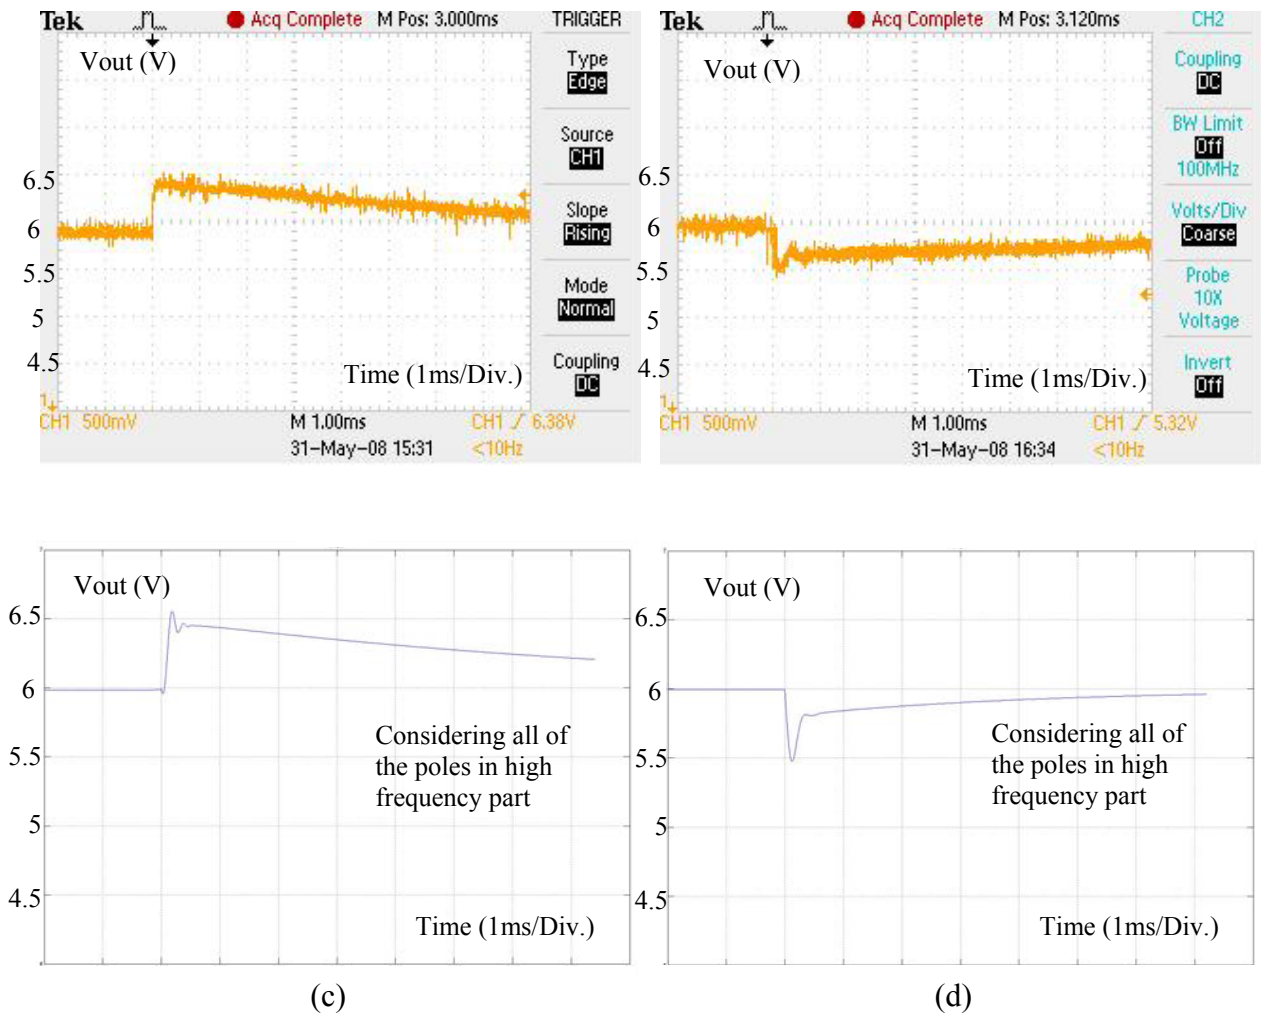 Tek Acq Complete M Pos: 3.000ms TRIGGER
Vout (V)
Type
Edge
Source
CH1
6.5
Slope
Rising
6
5.5
Mode
Normal
5
4.5
Time (1ms/Div.)
Coupling
DC
1
CH1 500mV M 1.00ms CH1 6.38V
31-May-08 15:31 <10Hz
Tek Acq Complete M Pos: 3.120ms CH2
Vout (V)
Coupling
DC
BW Limit
Off
100MHz
6.5
Volts/Div
Coarse
6
5.5
Probe
10X
Voltage
5
4.5
Time (1ms/Div.)
Invert
Off
1
CH1 500mV M 1.00ms CH1 5.32V
31-May-08 16:34 <10Hz
Vout (V)
6.5
6
Considering all of
the poles in high
frequency part
5.5
5
4.5
Time (1ms/Div.)
(c)
Vout (V)
6.5
6
Considering all of
the poles in high
frequency part
5.5
5
4.5
Time (1ms/Div.)
(d)